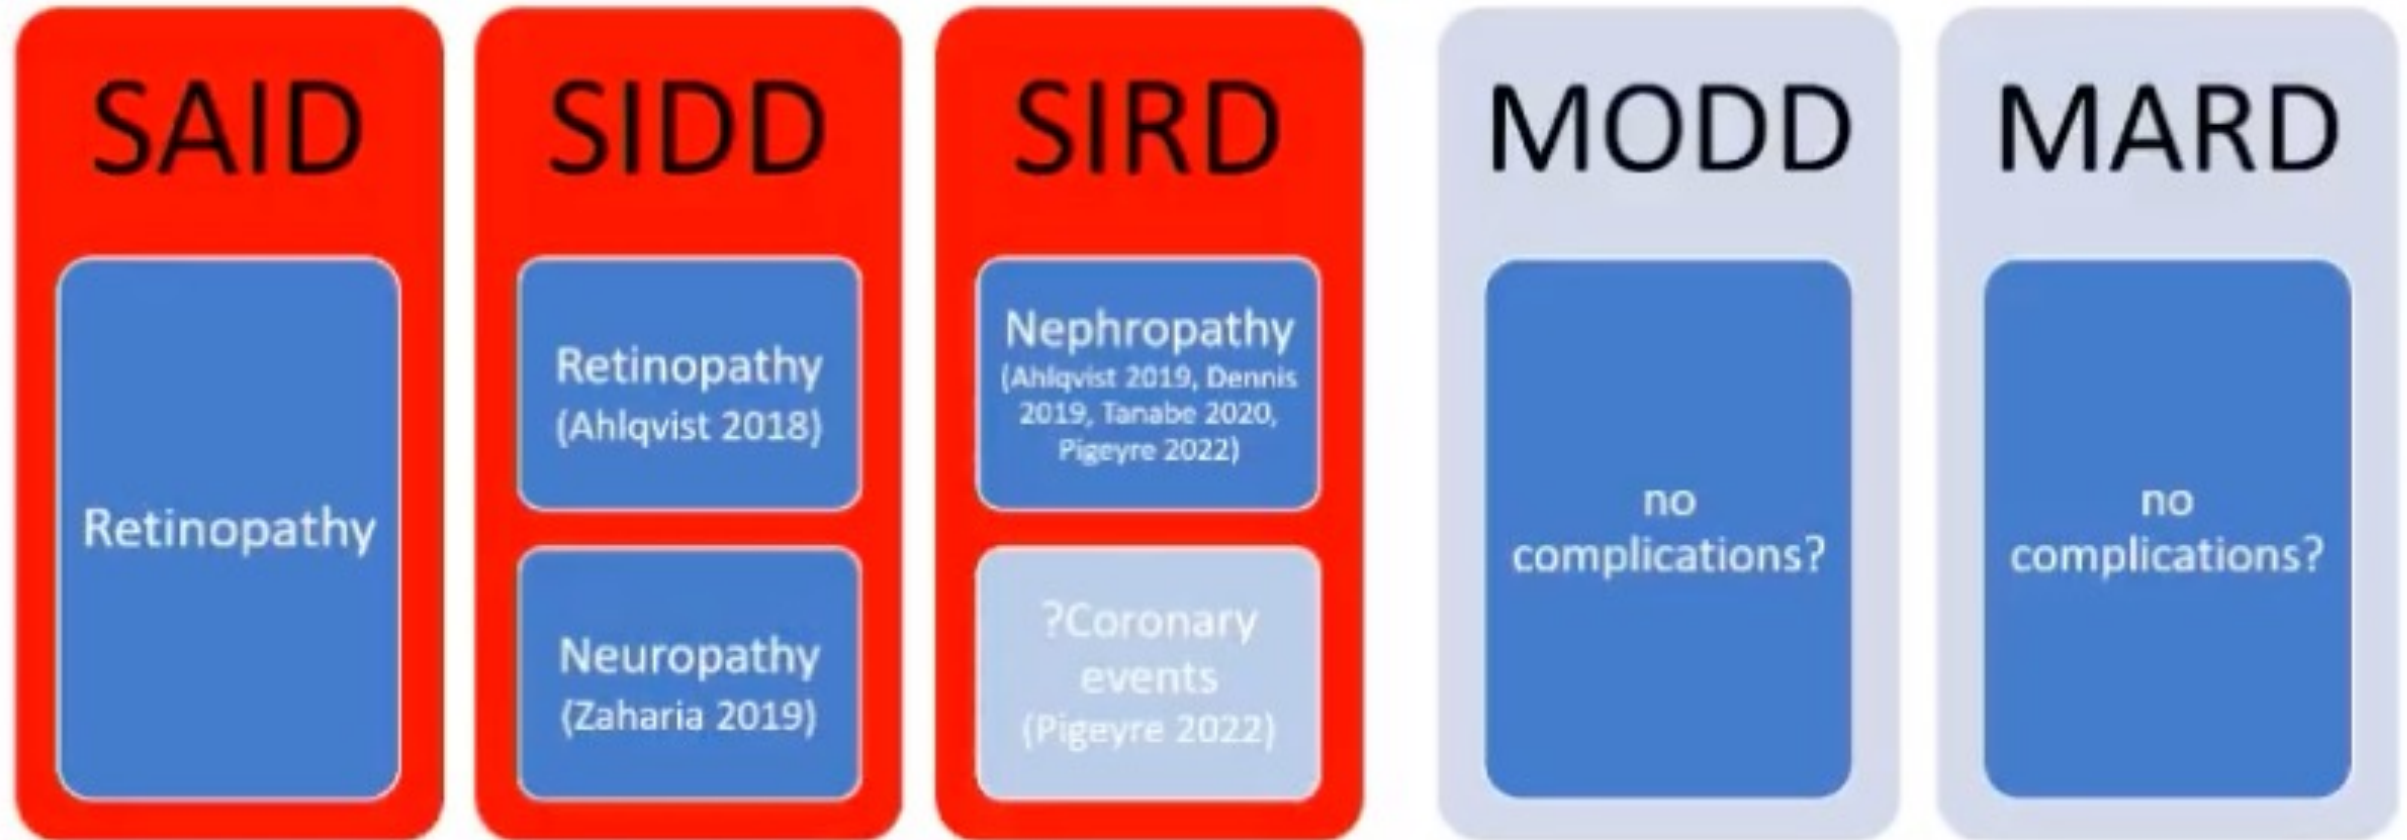 SAID
Retinopathy
SIDD
Retinopathy
(Ahlqvist 2018)
Neuropathy
(Zaharia 2019)
SIRD
Nephropathy
(Ahlqvist 2019, Dennis
2019, Tanabe 2020,
Pigeyre 2022)
?Coronary
events
(Pigeyre 2022)
MODD
no
complications?
MARD
no
complications?